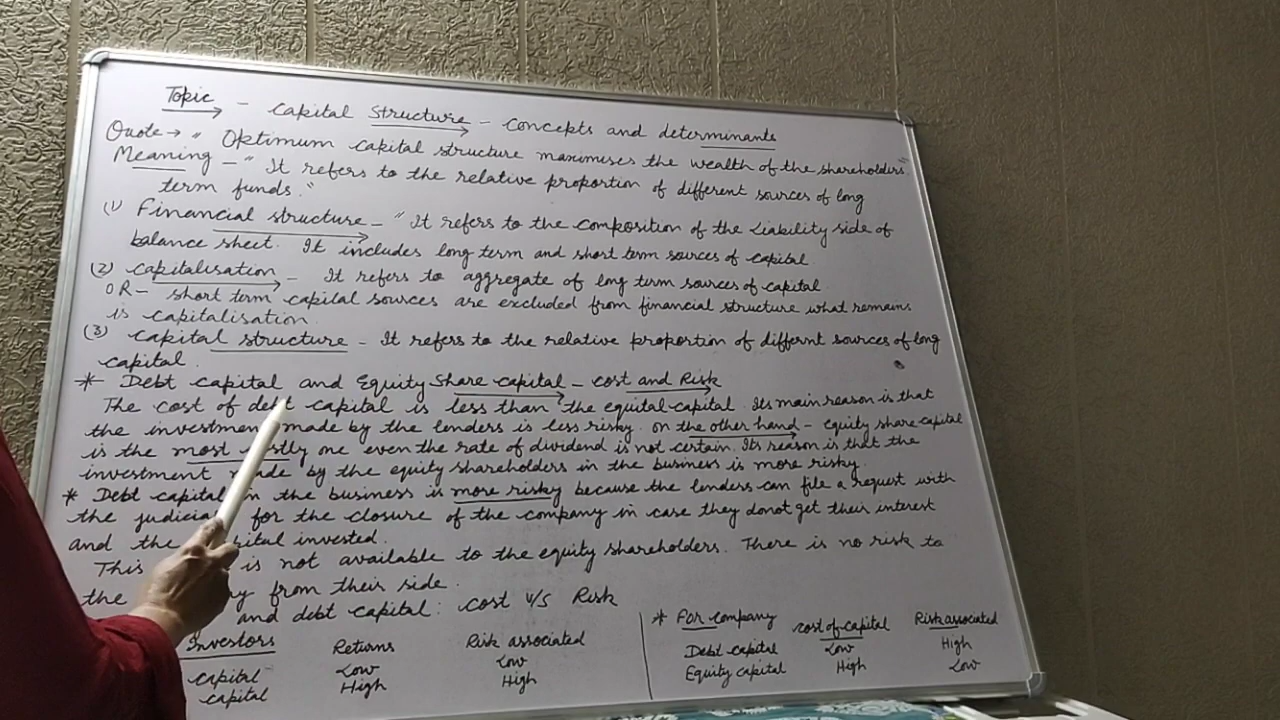 Topic - Capital Structure - concepts and determinants
Quote → " Optimum capital structure maximises the wealth of the shareholders"
Meaning - " It refers to the relative proportion of different sources of long
term funds."
(1) Financial structure - " It refers to the composition of the Liability side of
balance sheet. It includes long term and short term sources of capital
(2) capitalisation - It refers to aggregate of long term sources of capital
OR - short term capital sources are excluded from financial structure what remains
is capitalisation.
(3) capital structure - It refers to the relative proportion of differnt sources of long
capital.
* Debt capital and Equity Share capital - cost and Risk
The cost of debt capital is less than the equital capital. Its main reason is that
the investment made by the lenders is less risky. on the other hand - equity share capital
is the most costly one even the rate of dividend is not certain. Its reason is that the
investment made by the equity shareholders in the business is more risky.
* Debt capital in the business is more risky because the lenders can file a request with
the judicia for the closure of the company in case they donot get their interest
and the capital invested.
This is not available to the equity shareholders. There is no risk to
the from their side.
and debt capital: cost v/s Risk
Investors Returns Risk associated
capital Low Low
capital High High
* For company cost of capital Risk associated
Debt capital Low High
Equity capital High Low